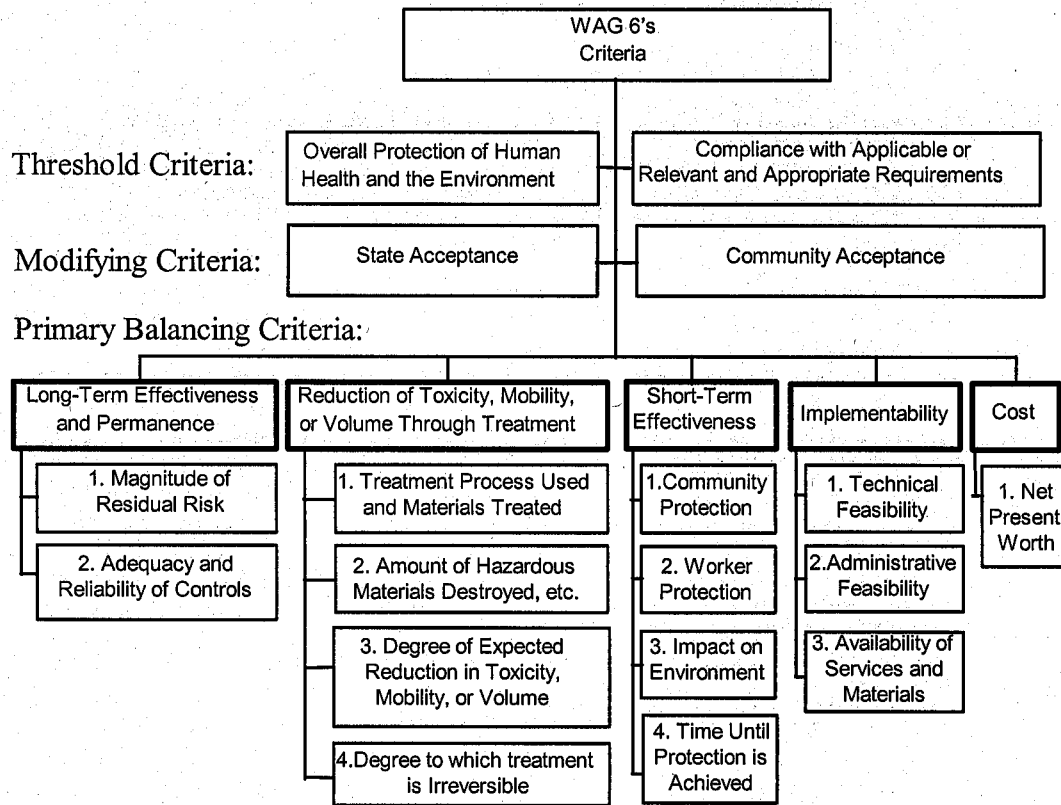 WAG 6's
Criteria
Threshold Criteria:
Overall Protection of Human
Health and the Environment
Compliance with Applicable or
Relevant and Appropriate Requirements
Modifying Criteria:
State Acceptance
Community Acceptance
Primary Balancing Criteria:
Long-Term Effectiveness
and Permanence
1. Magnitude of
Residual Risk
2. Adequacy and
Reliability of Controls
Reduction of Toxicity, Mobility,
or Volume Through Treatment
1. Treatment Process Used
and Materials Treated
2. Amount of Hazardous
Materials Destroyed, etc.
3. Degree of Expected
Reduction in Toxicity,
Mobility, or Volume
4.Degree to which treatment
is Irreversible
Short-Term
Effectiveness
1.Community
Protection
2. Worker
Protection
3. Impact on
Environment
4. Time Until
Protection is
Achieved
Implementability
1. Technical
Feasibility
2.Administrative
Feasibility
3. Availability of
Services and
Materials
Cost
1. Net
Present
Worth